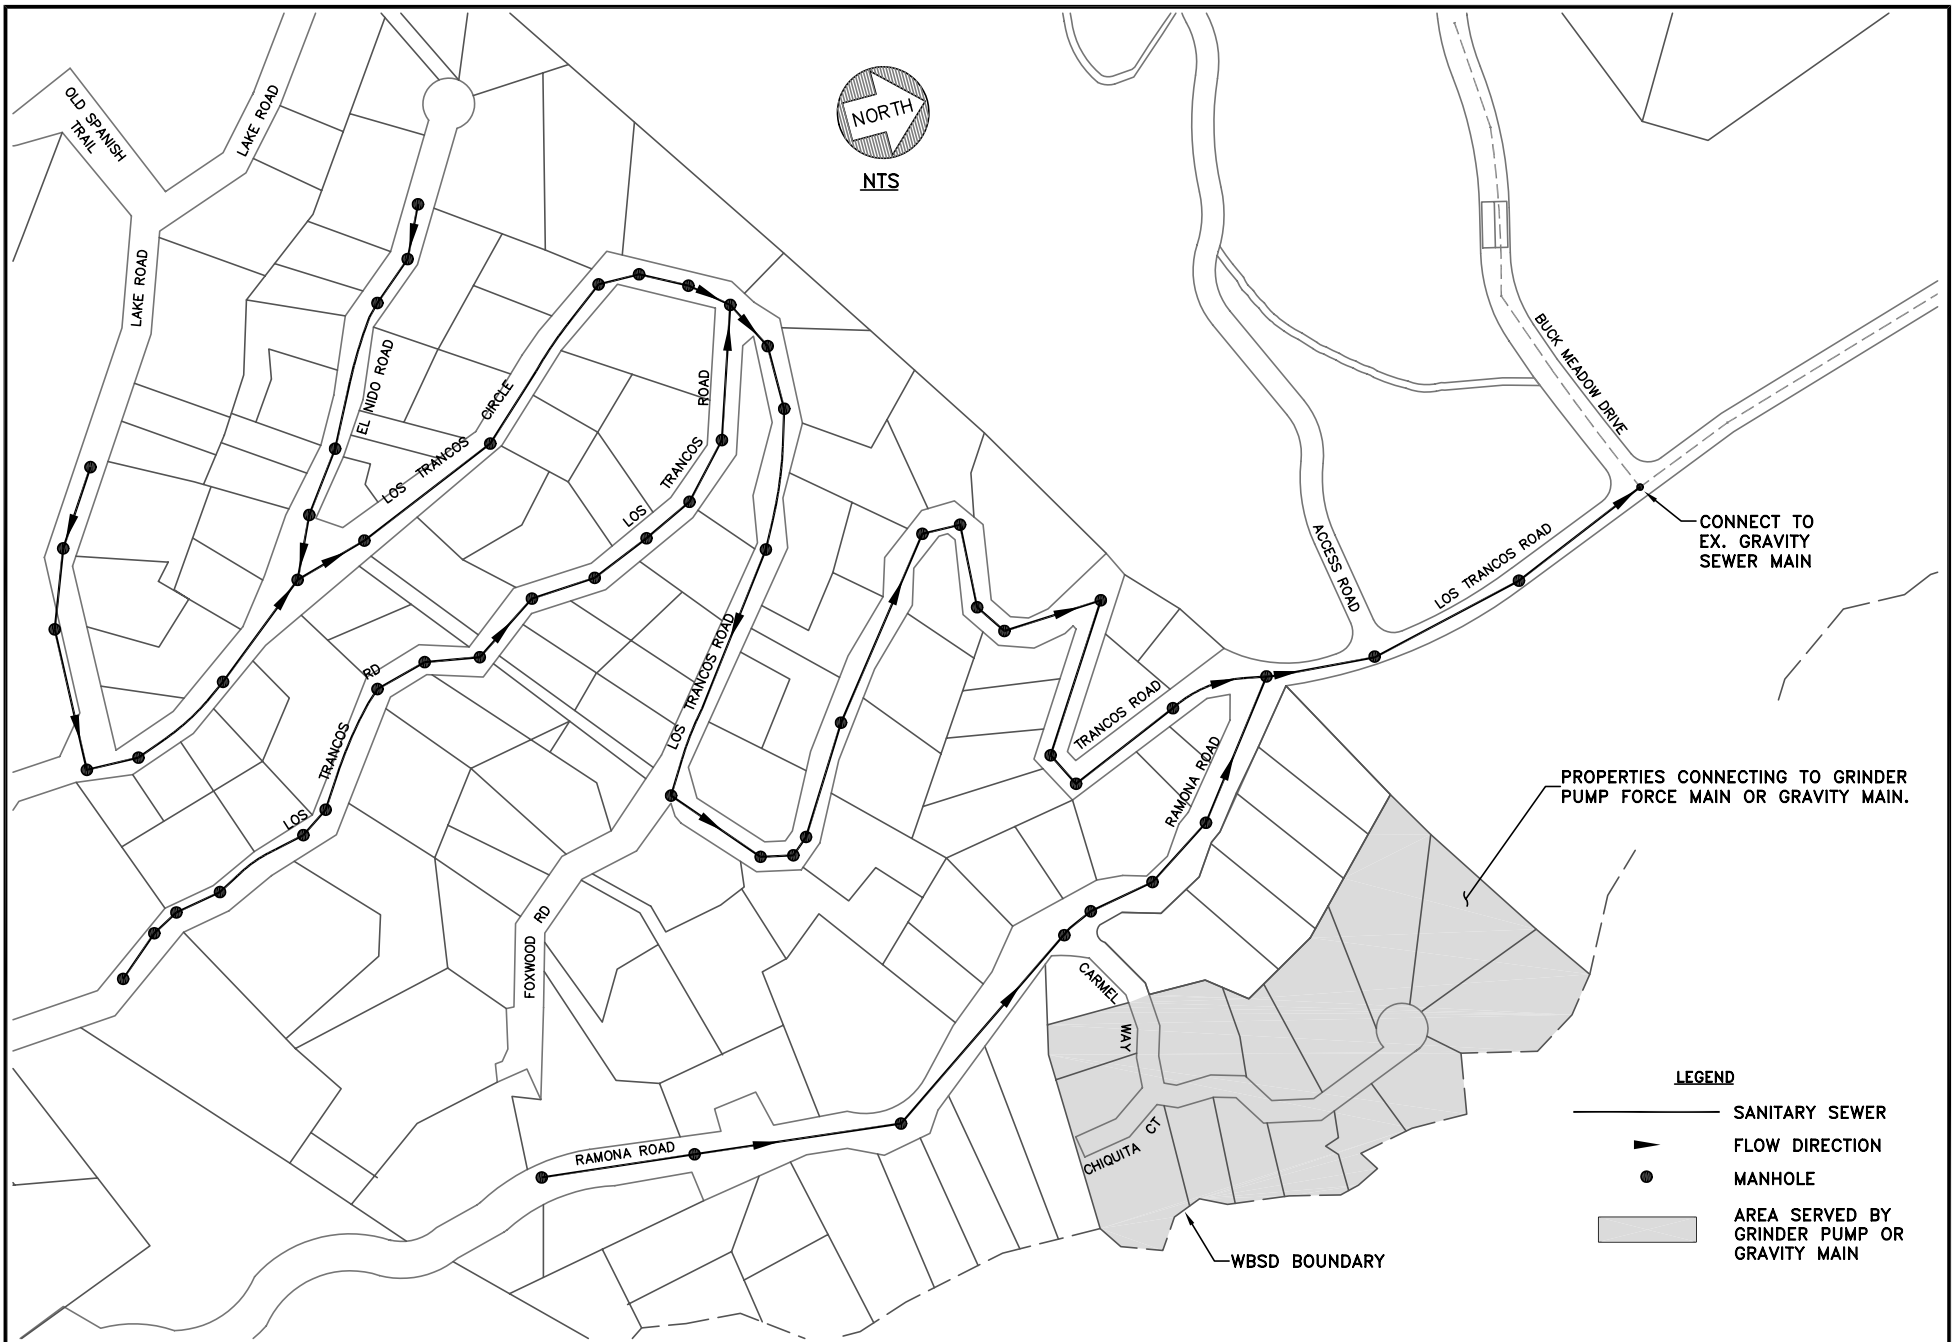 OLD SPANISH
TRAIL
LAKE ROAD
LAKE ROAD
NORTH
NTS
EL NIDO ROAD
LOS TRANCOS CIRCLE
LOS TRANCOS ROAD
LOS TRANCOS RD
LOS TRANCOS ROAD
FOXWOOD RD
TRANCOS ROAD
RAMONA ROAD
RAMONA ROAD
CARMEL WAY
CHIQUITA CT
ACCESS ROAD
BUCK MEADOW DRIVE
LOS TRANCOS ROAD
CONNECT TO
EX. GRAVITY
SEWER MAIN
PROPERTIES CONNECTING TO GRINDER
PUMP FORCE MAIN OR GRAVITY MAIN.
WBSD BOUNDARY
LEGEND
SANITARY SEWER
FLOW DIRECTION
MANHOLE
AREA SERVED BY
GRINDER PUMP OR
GRAVITY MAIN